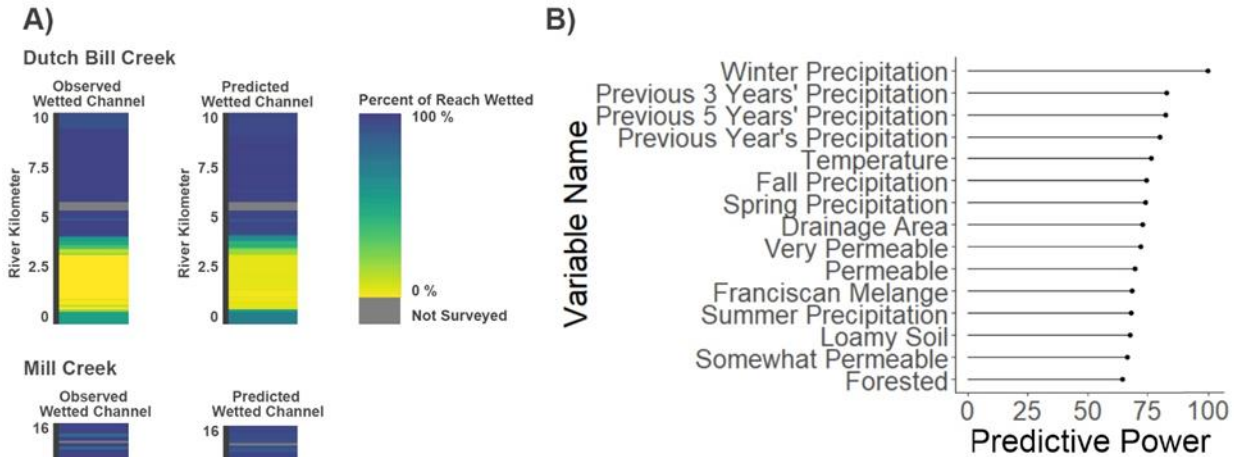 A)
Dutch Bill Creek
Observed
Wetted Channel
Predicted
Wetted Channel
Percent of Reach Wetted
10
7.5
5
2.5
0
River Kilometer
10
7.5
5
2.5
0
River Kilometer
100 %
0 %
Not Surveyed
Mill Creek
Observed
Wetted Channel
Predicted
Wetted Channel
16
16
B)
Variable Name
Winter Precipitation
Previous 3 Years' Precipitation
Previous 5 Years' Precipitation
Previous Year's Precipitation
Temperature
Fall Precipitation
Spring Precipitation
Drainage Area
Very Permeable
Permeable
Franciscan Melange
Summer Precipitation
Loamy Soil
Somewhat Permeable
Forested
0 25 50 75 100
Predictive Power